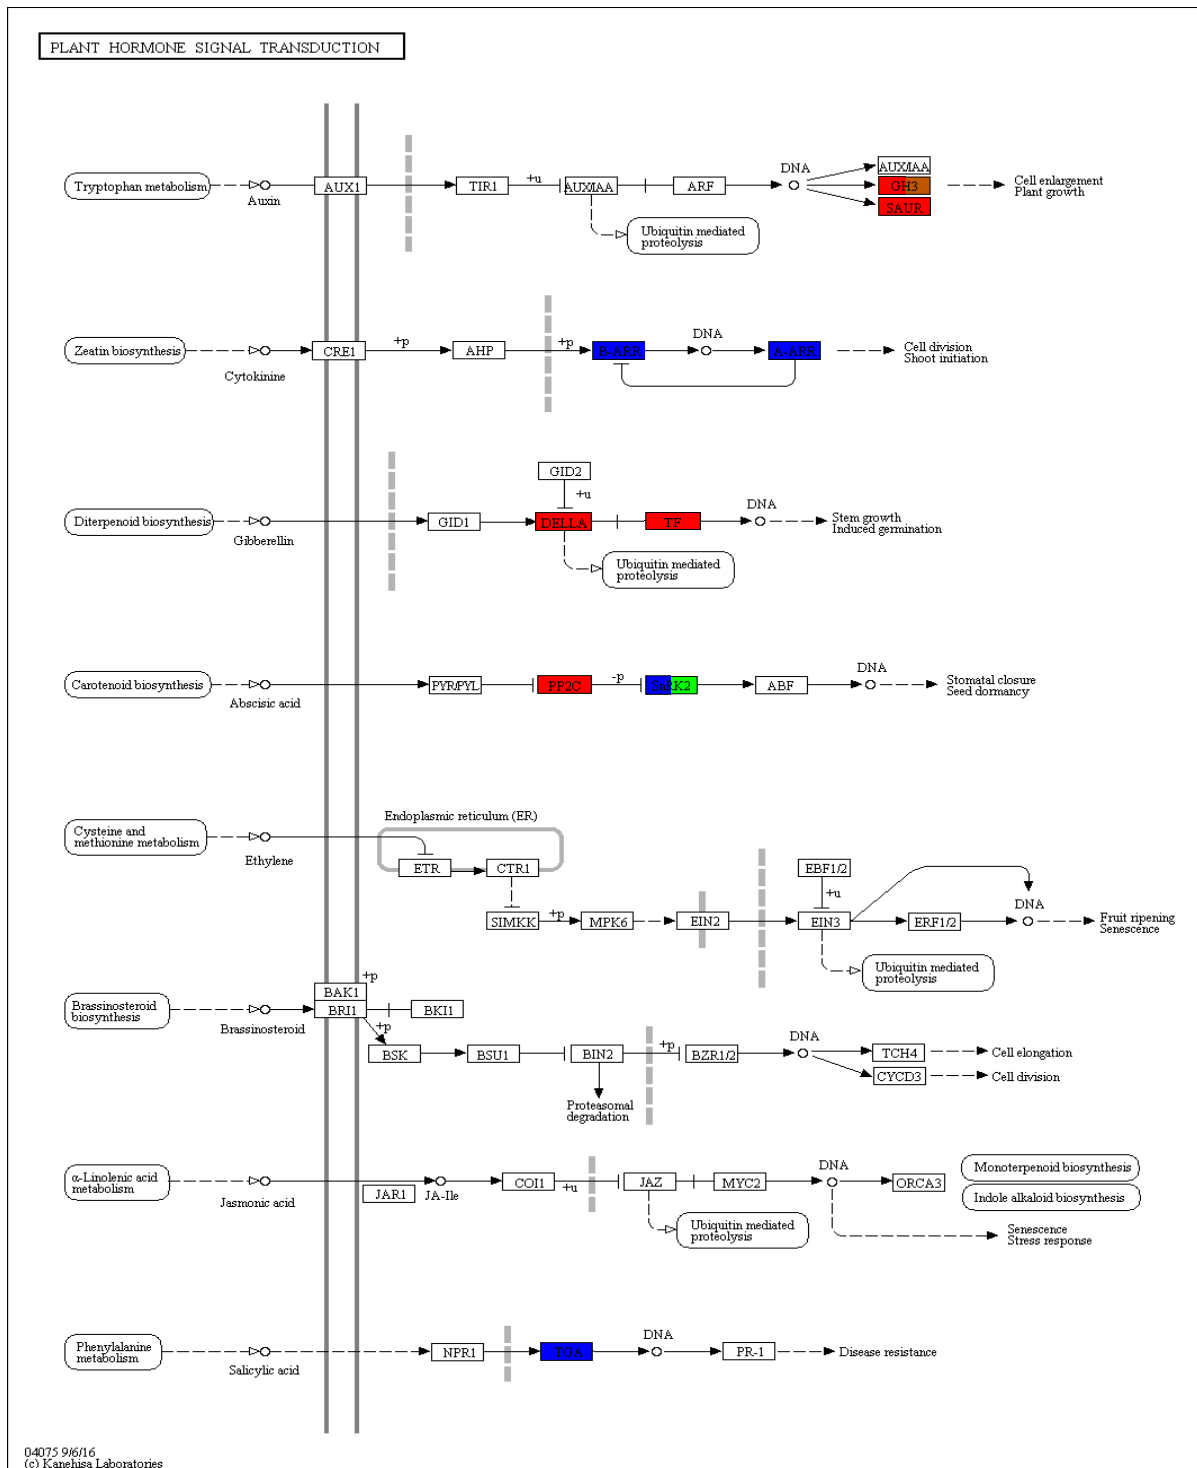 PLANT HORMONE SIGNAL TRANSDUCTION
Tryptophan metabolism
Auxin
AUX1
TIR1
+u
AUX/IAA
ARF
DNA
AUX/IAA
GH3
SAUR
Cell enlargement
Plant growth
Ubiquitin mediated
proteolysis
Zeatin biosynthesis
Cytokinine
CRE1
+p
AHP
+p
B-ARR
DNA
A-ARR
Cell division
Shoot initiation
GID2
+u
Diterpenoid biosynthesis
Gibberellin
GID1
DELLA
TF
DNA
Stem growth
Induced germination
Ubiquitin mediated
proteolysis
Carotenoid biosynthesis
Abscisic acid
PYR/PYL
PP2C
-p
SnRK2
ABF
DNA
Stomatal closure
Seed dormancy
Endoplasmic reticulum (ER)
Cysteine and
methionine metabolism
Ethylene
ETR
CTR1
SIMKK
+p
MPK6
EIN2
EBF1/2
+u
EIN3
ERF1/2
DNA
Fruit ripening
Senescence
Ubiquitin mediated
proteolysis
Brassinosteroid
biosynthesis
Brassinosteroid
+p
BAK1
BRI1
BKI1
+p
BSK
BSU1
BIN2
+p
BZR1/2
DNA
TCH4
Cell elongation
CYCD3
Cell division
Proteasomal
degradation
α-Linolenic acid
metabolism
Jasmonic acid
JAR1
JA-Ile
COI1
+u
JAZ
MYC2
DNA
ORCA3
Monoterpenoid biosynthesis
Indole alkaloid biosynthesis
Ubiquitin mediated
proteolysis
Senescence
Stress response
Phenylalanine
metabolism
Salicylic acid
NPR1
TGA
DNA
PR-1
Disease resistance
04075 9/6/16
(c) Kanehisa Laboratories